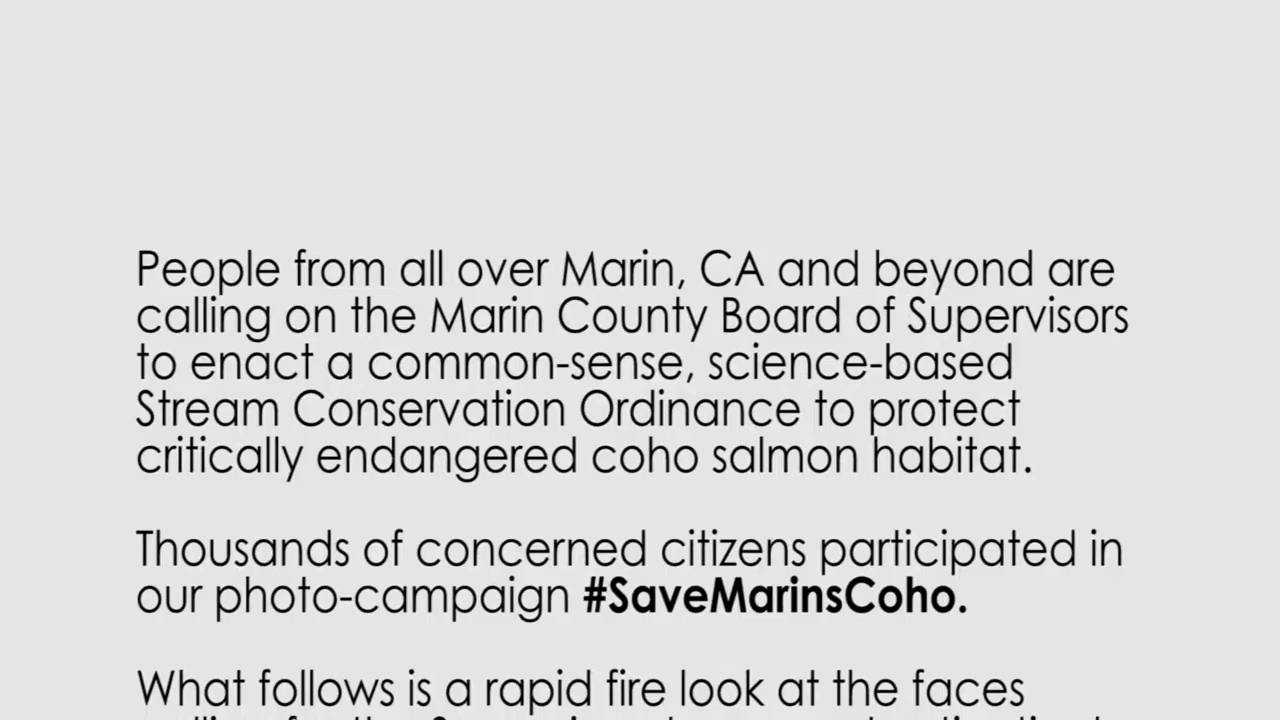 People from all over Marin, CA and beyond are
calling on the Marin County Board of Supervisors
to enact a common-sense, science-based
Stream Conservation Ordinance to protect
critically endangered coho salmon habitat.
Thousands of concerned citizens participated in
our photo-campaign #SaveMarinsCoho.
What follows is a rapid fire look at the faces